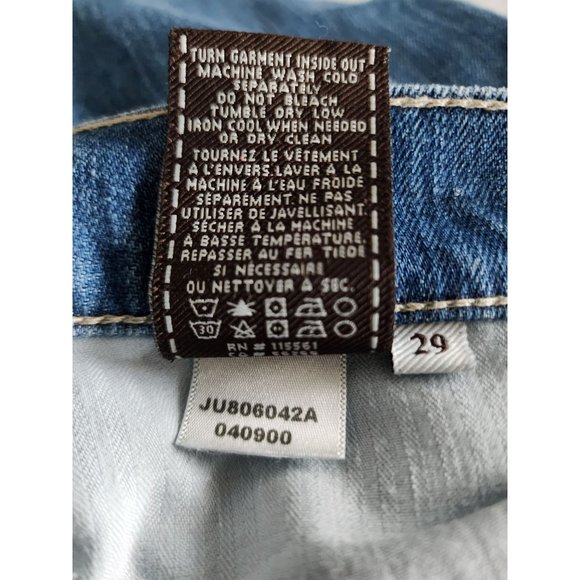 TURN GARMENT INSIDE OUT
MACHINE WASH COLD
SEPARATELY
DO NOT BLEACH
TUMBLE DRY LOW
IRON COOL WHEN NEEDED
OR DRY CLEAN
TOURNEZ LE VÊTEMENT
À L'ENVERS.LAVER À LA
MACHINE À L'EAU FROIDE
SÉPARÉMENT. NE PAS
UTILISER DE JAVELLISANT.
SÉCHER À LA MACHINE
À BASSE TEMPÉRATURE.
REPASSER AU FER TIÈDE
SI NÉCESSAIRE
OU NETTOYER À SEC.
30
RN # 115561
29
JU806042A
040900